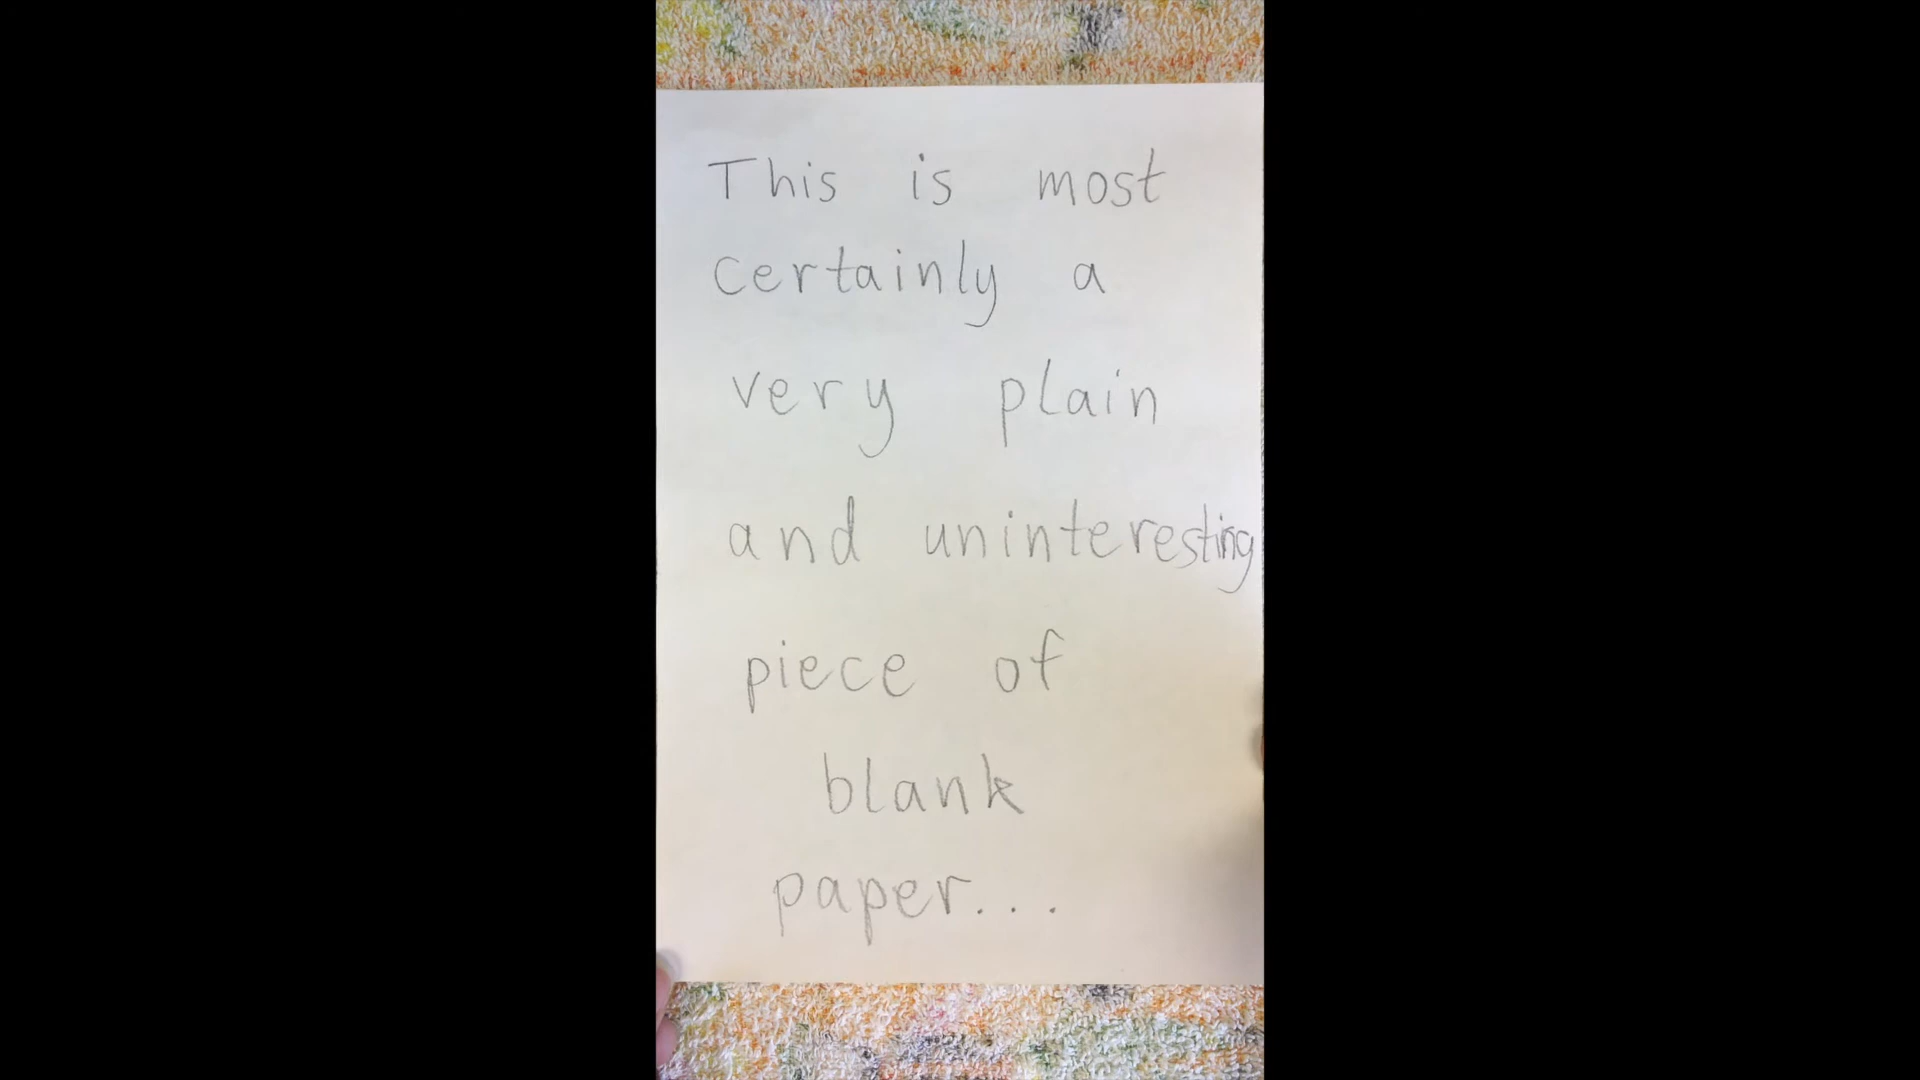 This is most
certainly a
very plain
and uninteresting
piece of
blank
paper...